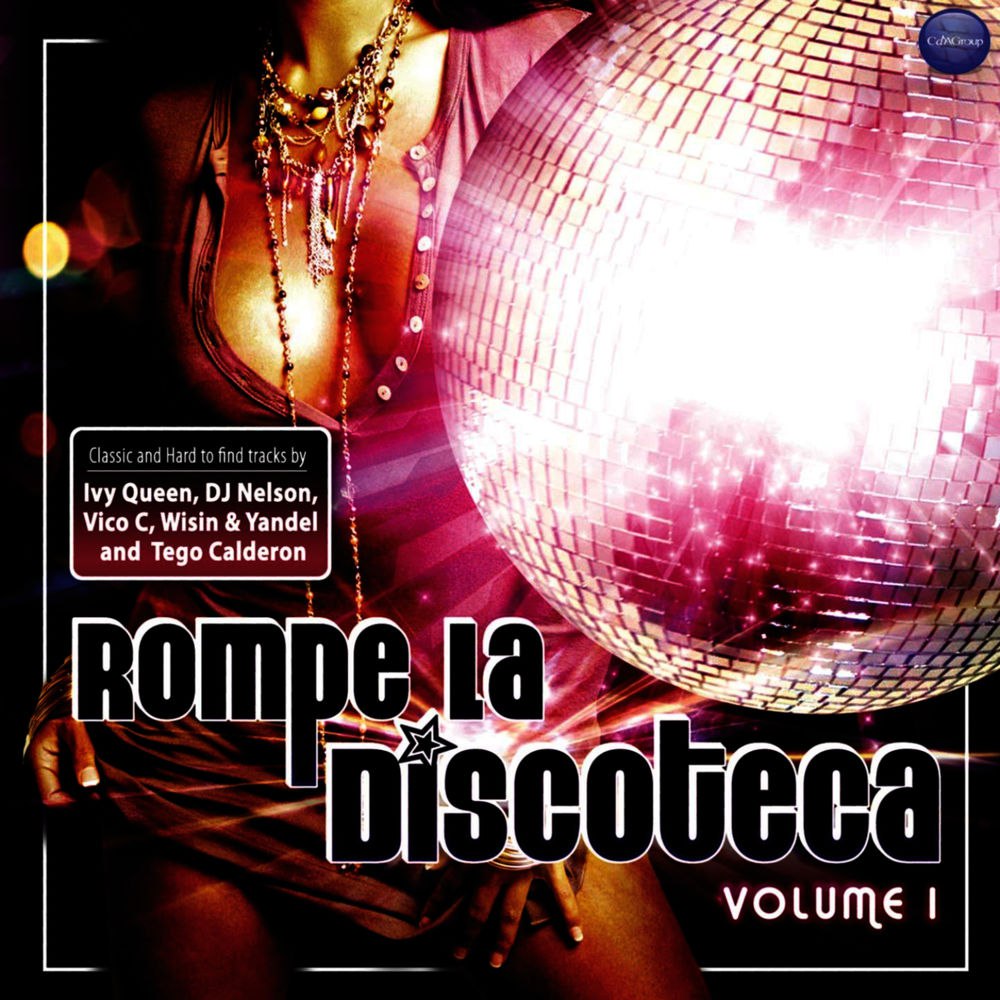 CdMGroup
Classic and Hard to find tracks by
Ivy Queen, DJ Nelson,
Vico C, Wisin & Yandel
and Tego Calderon
Rompe La
Discoteca
VOLUME 1